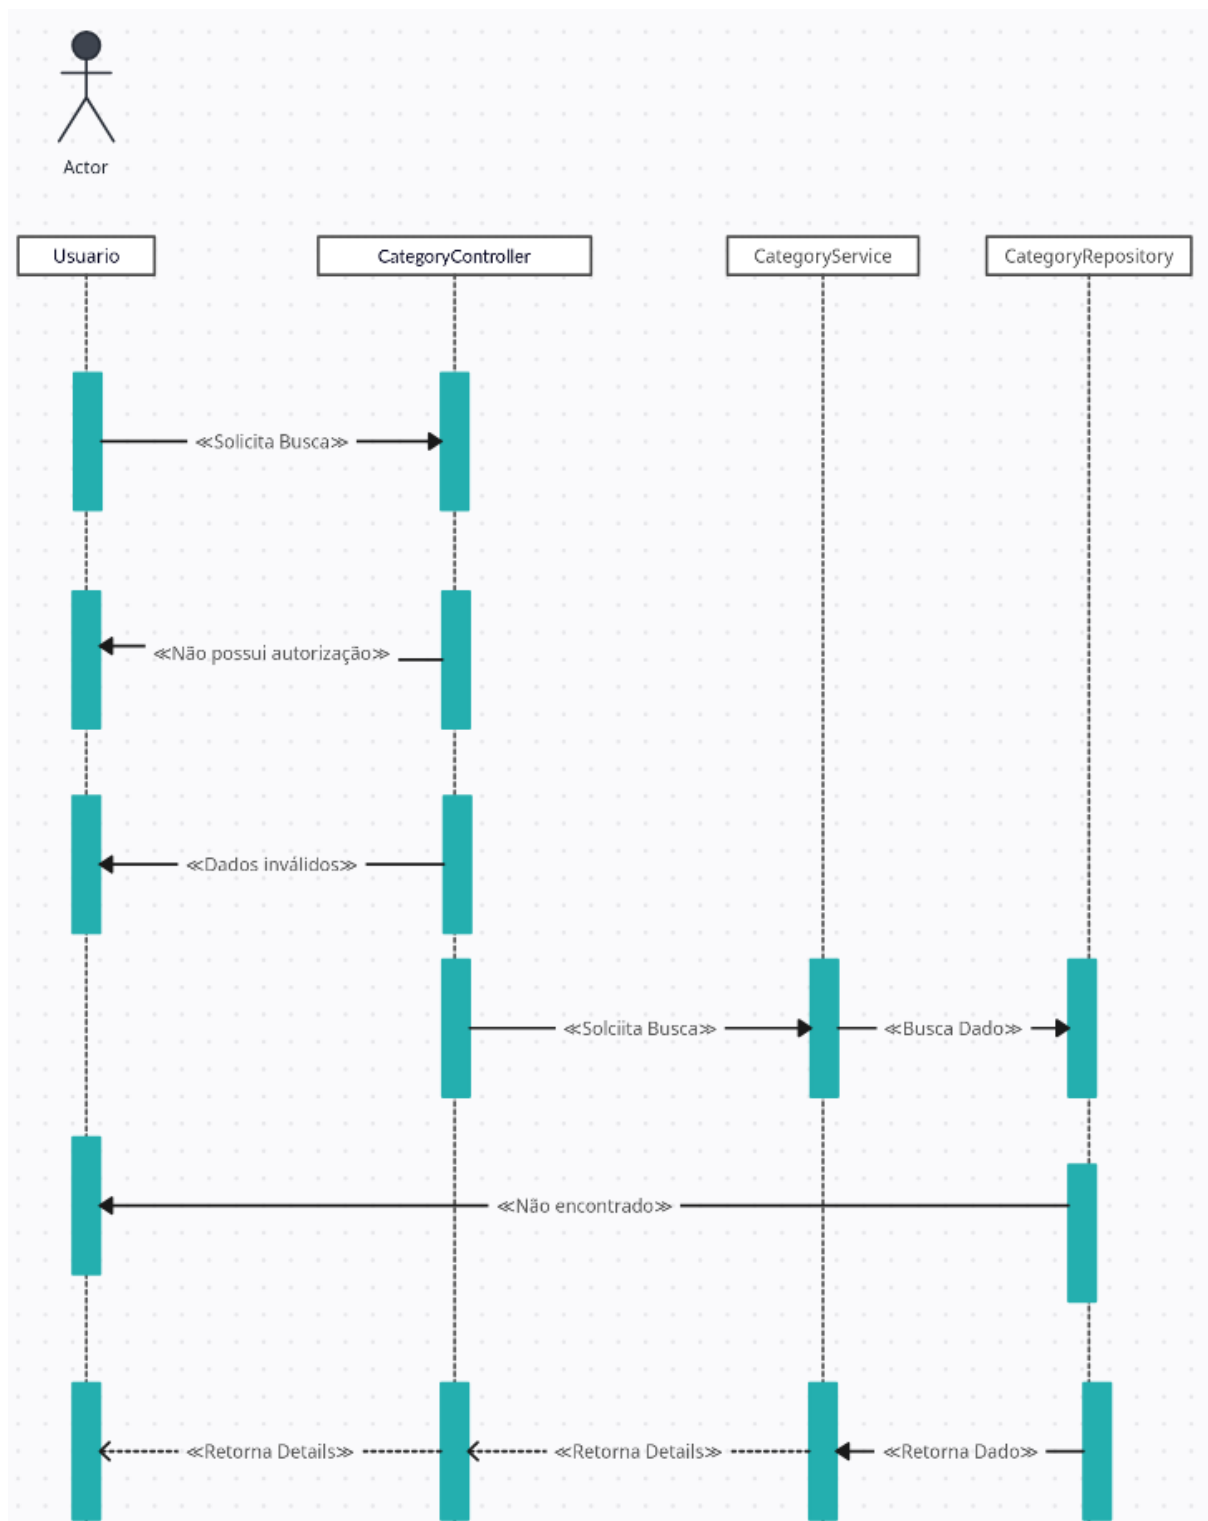 Actor
Usuario
CategoryController
CategoryService
CategoryRepository
≪Solicita Busca≫
≪Não possui autorização≫
≪Dados inválidos≫
≪Solciita Busca≫
≪Busca Dado≫
≪Não encontrado≫
≪Retorna Details≫
≪Retorna Details≫
≪Retorna Dado≫